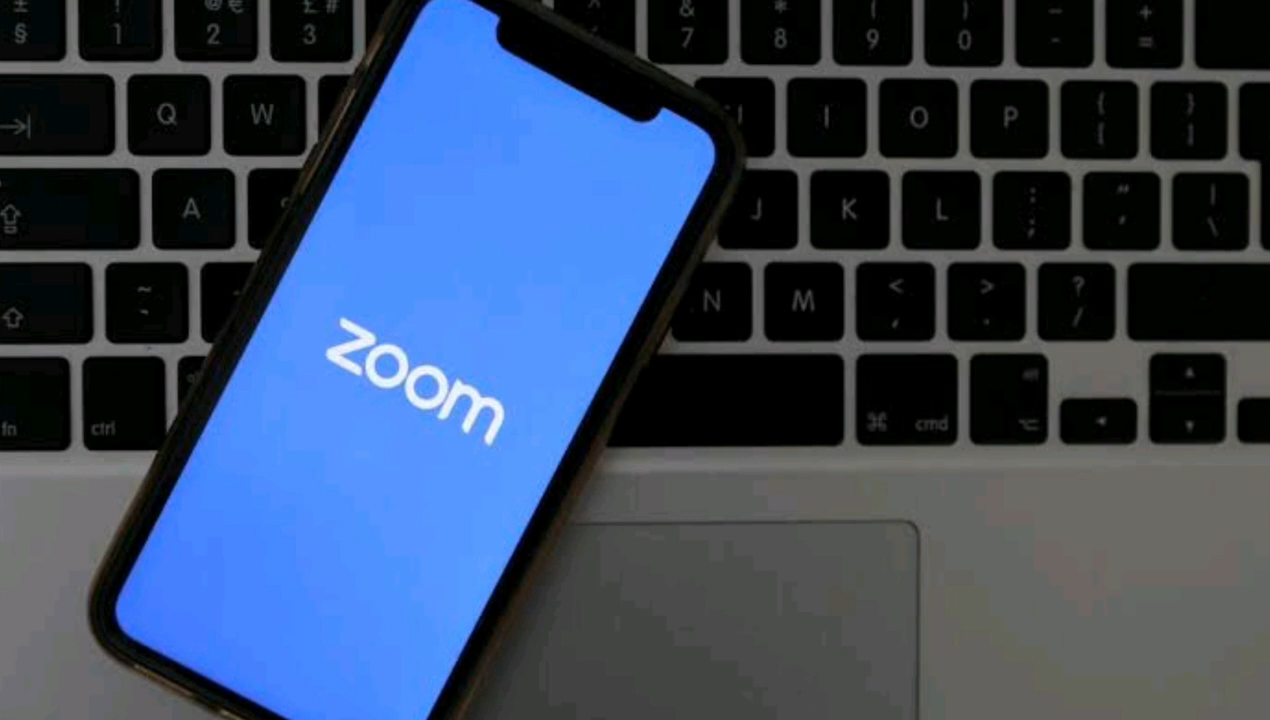 ± ! @ € £ #
§ 1 2 3
& * ( ) - +
7 8 9 0 - =
Q W I O P { }
[ ]
A J K L : " |
; ' \
~ N M < > ?
` , . /
fn ctrl cmd
zoom